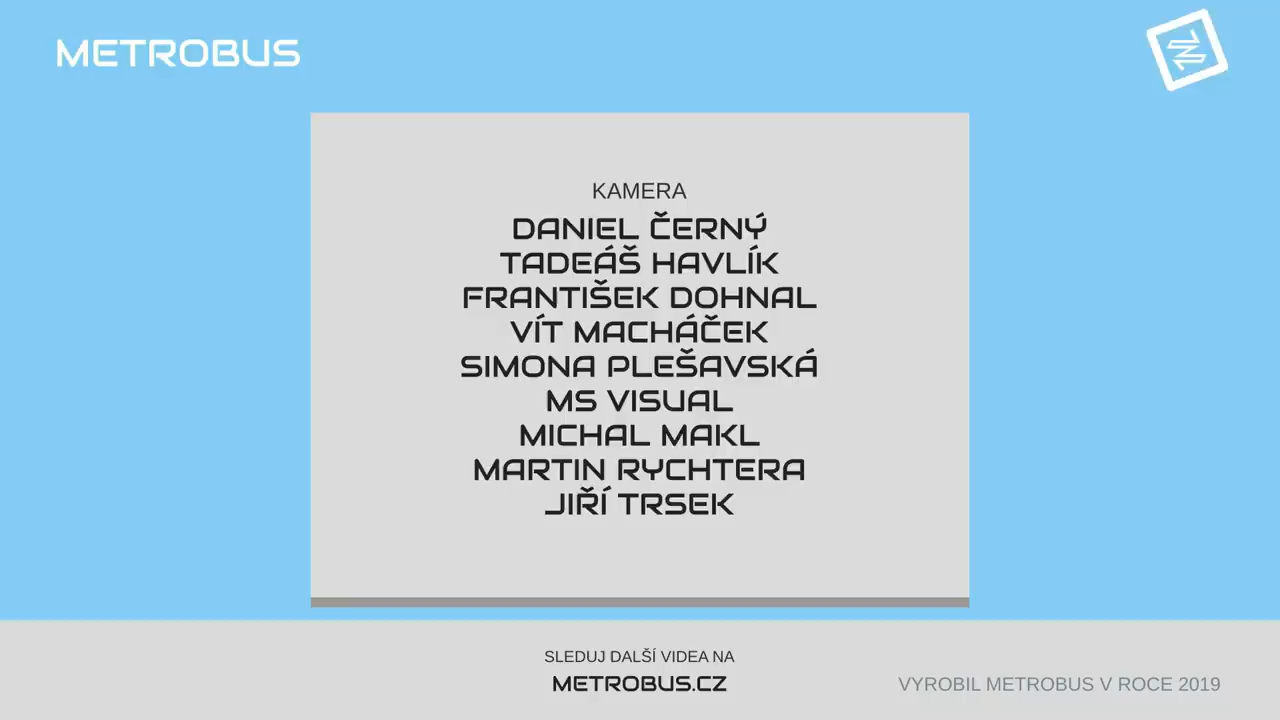 METROBUS
KAMERA
DANIEL ČERNÝ
TADEÁŠ HAVLÍK
FRANTIŠEK DOHNAL
VÍT MACHÁČEK
SIMONA PLEŠAVSKÁ
MS VISUAL
MICHAL MAKL
MARTIN RYCHTERA
JIŘÍ TRSEK
SLEDUJ DALŠÍ VIDEA NA
METROBUS.CZ
VYROBIL METROBUS V ROCE 2019